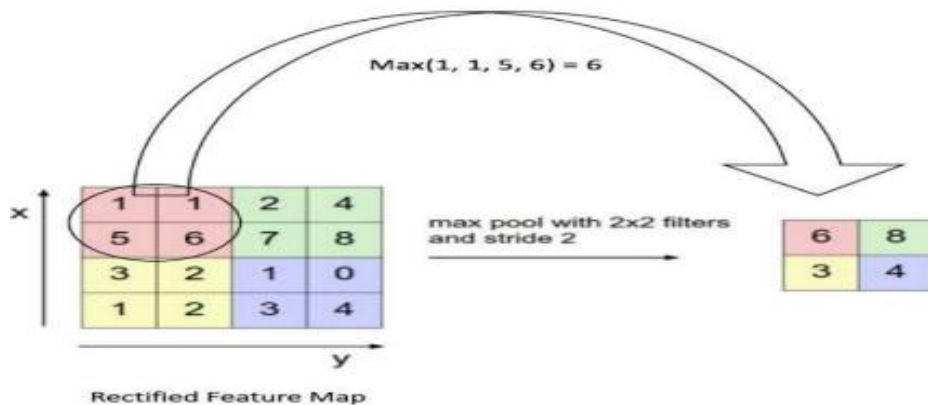 Max(1, 1, 5, 6) = 6
x
1 1 2 4
5 6 7 8
3 2 1 0
1 2 3 4
y
Rectified Feature Map
max pool with 2x2 filters
and stride 2
6 8
3 4